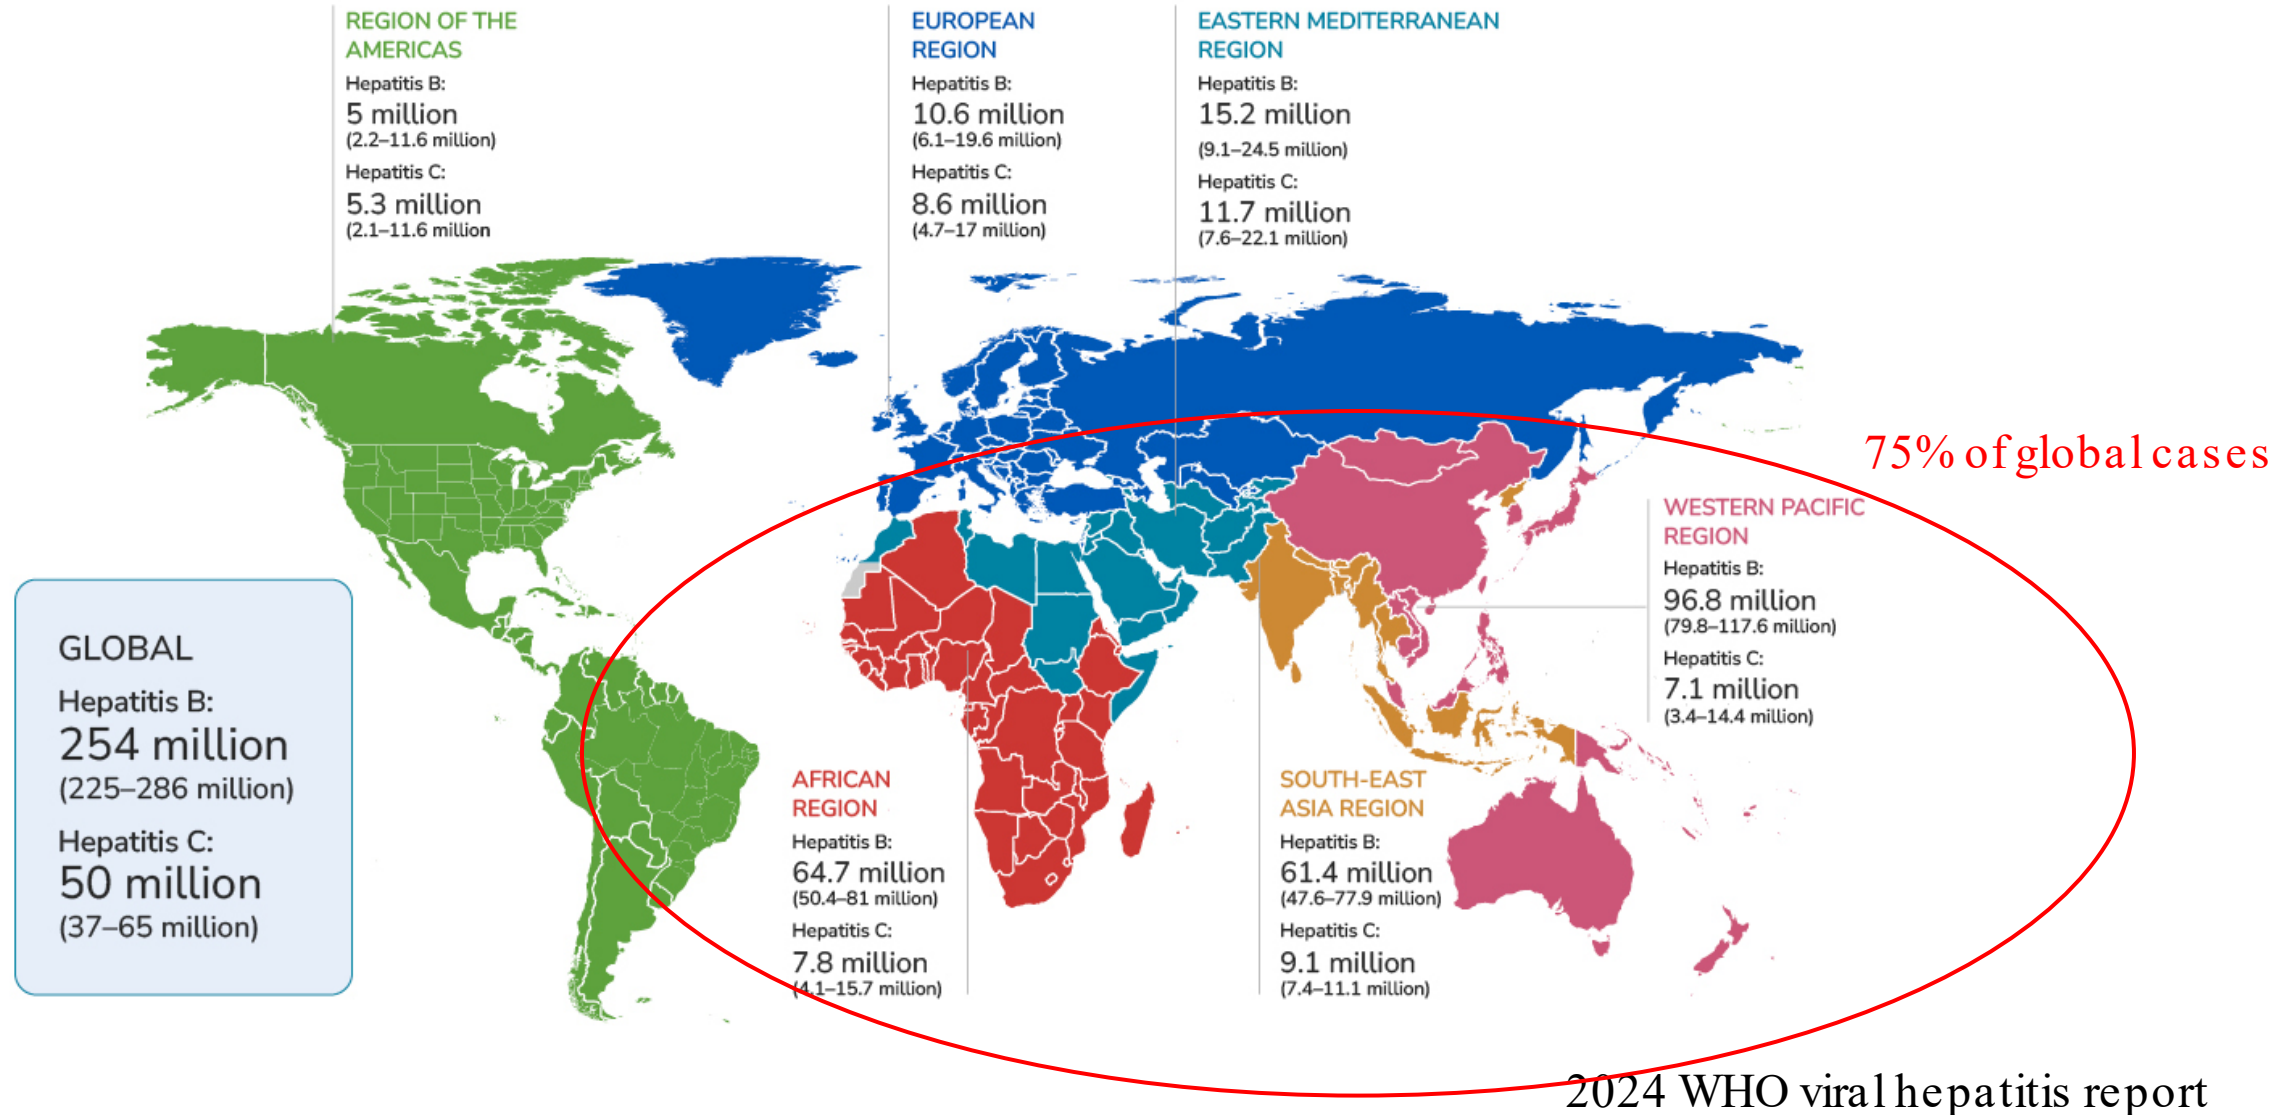 REGION OF THE
AMERICAS
Hepatitis B:
5 million
(2.2–11.6 million)
Hepatitis C:
5.3 million
(2.1–11.6 million
EUROPEAN
REGION
Hepatitis B:
10.6 million
(6.1–19.6 million)
Hepatitis C:
8.6 million
(4.7–17 million)
EASTERN MEDITERRANEAN
REGION
Hepatitis B:
15.2 million
(9.1–24.5 million)
Hepatitis C:
11.7 million
(7.6–22.1 million)
75% of global cases
WESTERN PACIFIC
REGION
Hepatitis B:
96.8 million
(79.8–117.6 million)
Hepatitis C:
7.1 million
(3.4–14.4 million)
GLOBAL
Hepatitis B:
254 million
(225–286 million)
Hepatitis C:
50 million
(37–65 million)
AFRICAN
REGION
Hepatitis B:
64.7 million
(50.4–81 million)
Hepatitis C:
7.8 million
(4.1–15.7 million)
SOUTH-EAST
ASIA REGION
Hepatitis B:
61.4 million
(47.6–77.9 million)
Hepatitis C:
9.1 million
(7.4–11.1 million)
2024 WHO viral hepatitis report